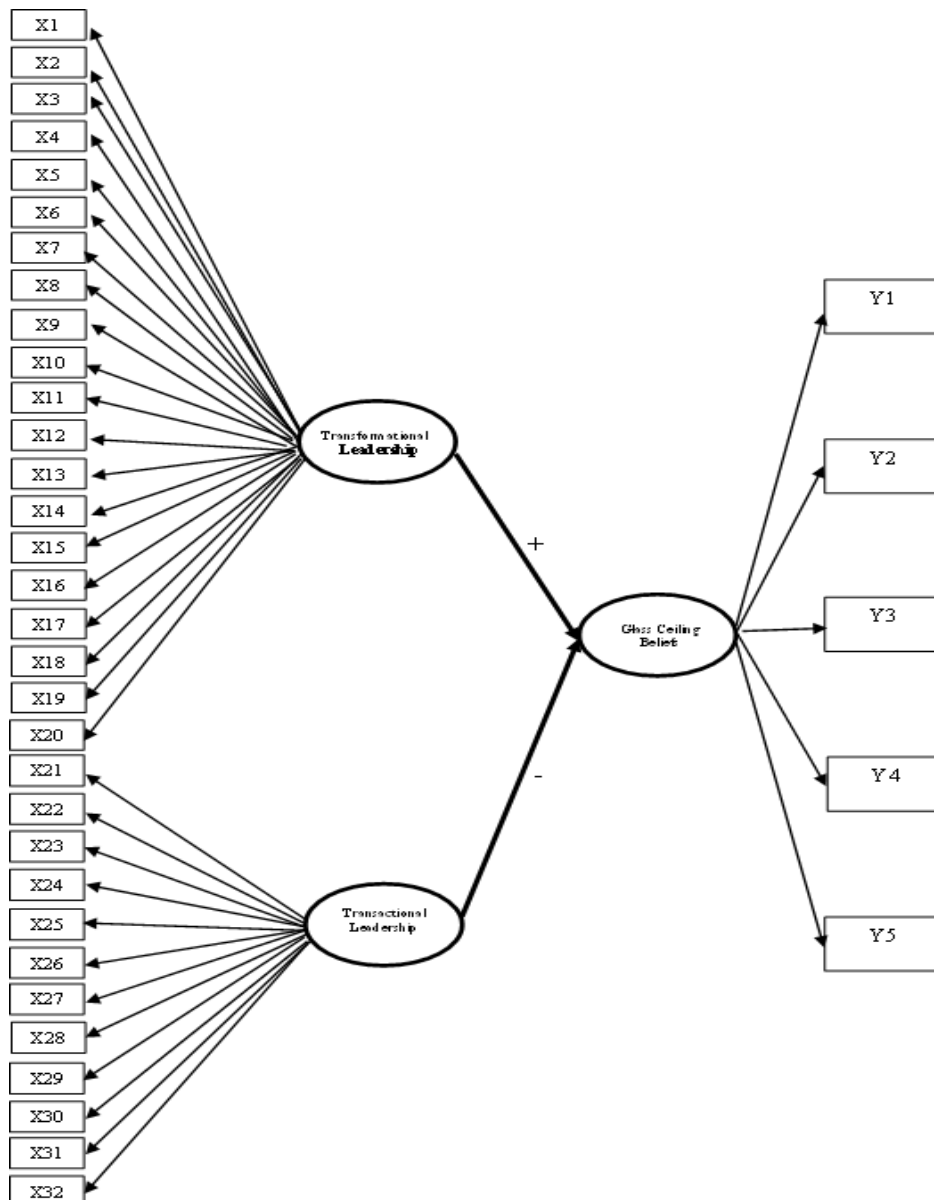 X1
X2
X3
X4
X5
X6
X7
X8
X9
X10
X11
X12
X13
X14
X15
X16
X17
X18
X19
X20
X21
X22
X23
X24
X25
X26
X27
X28
X29
X30
X31
X32
Transformational
Leadership
+
Glass Ceiling
Beliefs
-
Transactional
Leadership
Y1
Y2
Y3
Y4
Y5